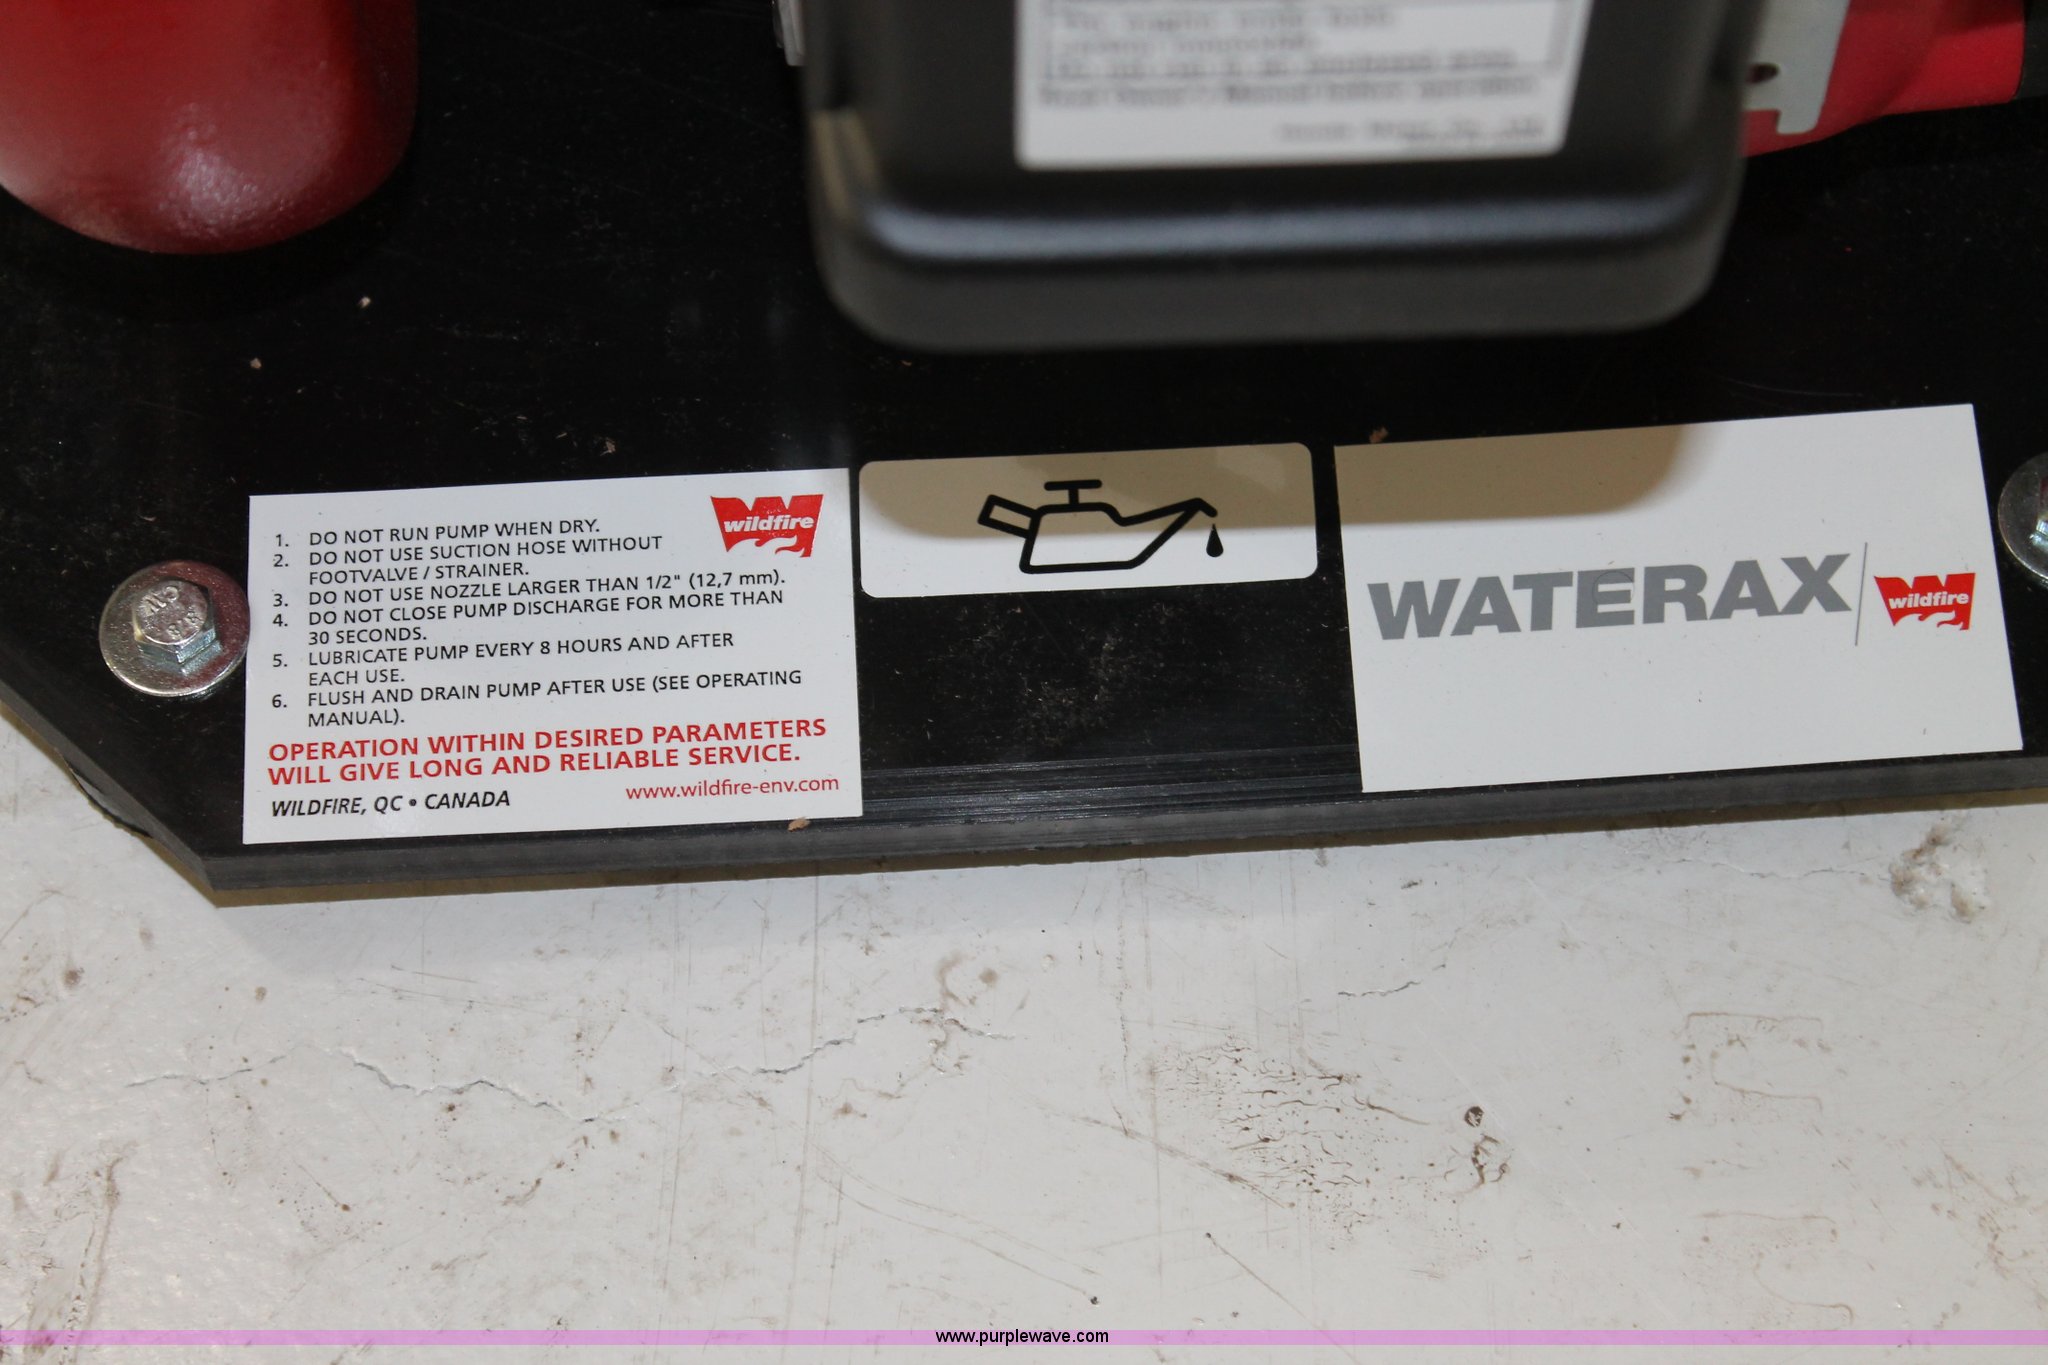 1. DO NOT RUN PUMP WHEN DRY.
2. DO NOT USE SUCTION HOSE WITHOUT
FOOTVALVE / STRAINER.
3. DO NOT USE NOZZLE LARGER THAN 1/2" (12,7 mm).
4. DO NOT CLOSE PUMP DISCHARGE FOR MORE THAN
30 SECONDS.
5. LUBRICATE PUMP EVERY 8 HOURS AND AFTER
EACH USE.
6. FLUSH AND DRAIN PUMP AFTER USE (SEE OPERATING
MANUAL).
OPERATION WITHIN DESIRED PARAMETERS
WILL GIVE LONG AND RELIABLE SERVICE.
WILDFIRE, QC • CANADA
www.wildfire-env.com
wildfire
WATERAX
wildfire
www.purplewave.com